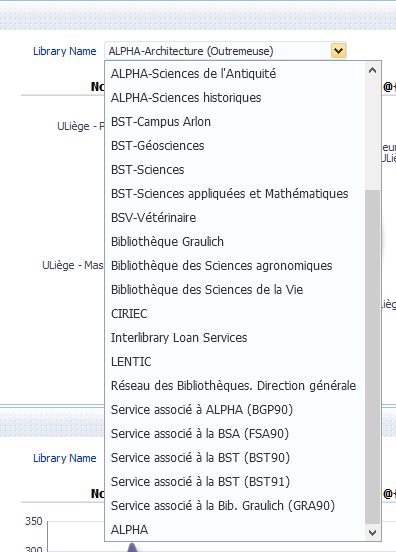 Library Name ALPHA-Architecture (Outremeuse)
ALPHA-Sciences de l'Antiquité
No
@
ALPHA-Sciences historiques
BST-Campus Arlon
ULiège - P
BST-Géosciences
eur
ULiè
BST-Sciences
BST-Sciences appliquées et Mathématiques
BSV-Vétérinaire
Bibliothèque Graulich
ULiège - Mas
Bibliothèque des Sciences agronomiques
Bibliothèque des Sciences de la Vie
iég
CIRIEC
Interlibrary Loan Services
LENTIC
Réseau des Bibliothèques. Direction générale
Service associé à ALPHA (BGP90)
Service associé à la BSA (FSA90)
Library Name
Service associé à la BST (BST90)
Service associé à la BST (BST91)
No
@
Service associé à la Bib. Graulich (GRA90)
350
ALPHA
300